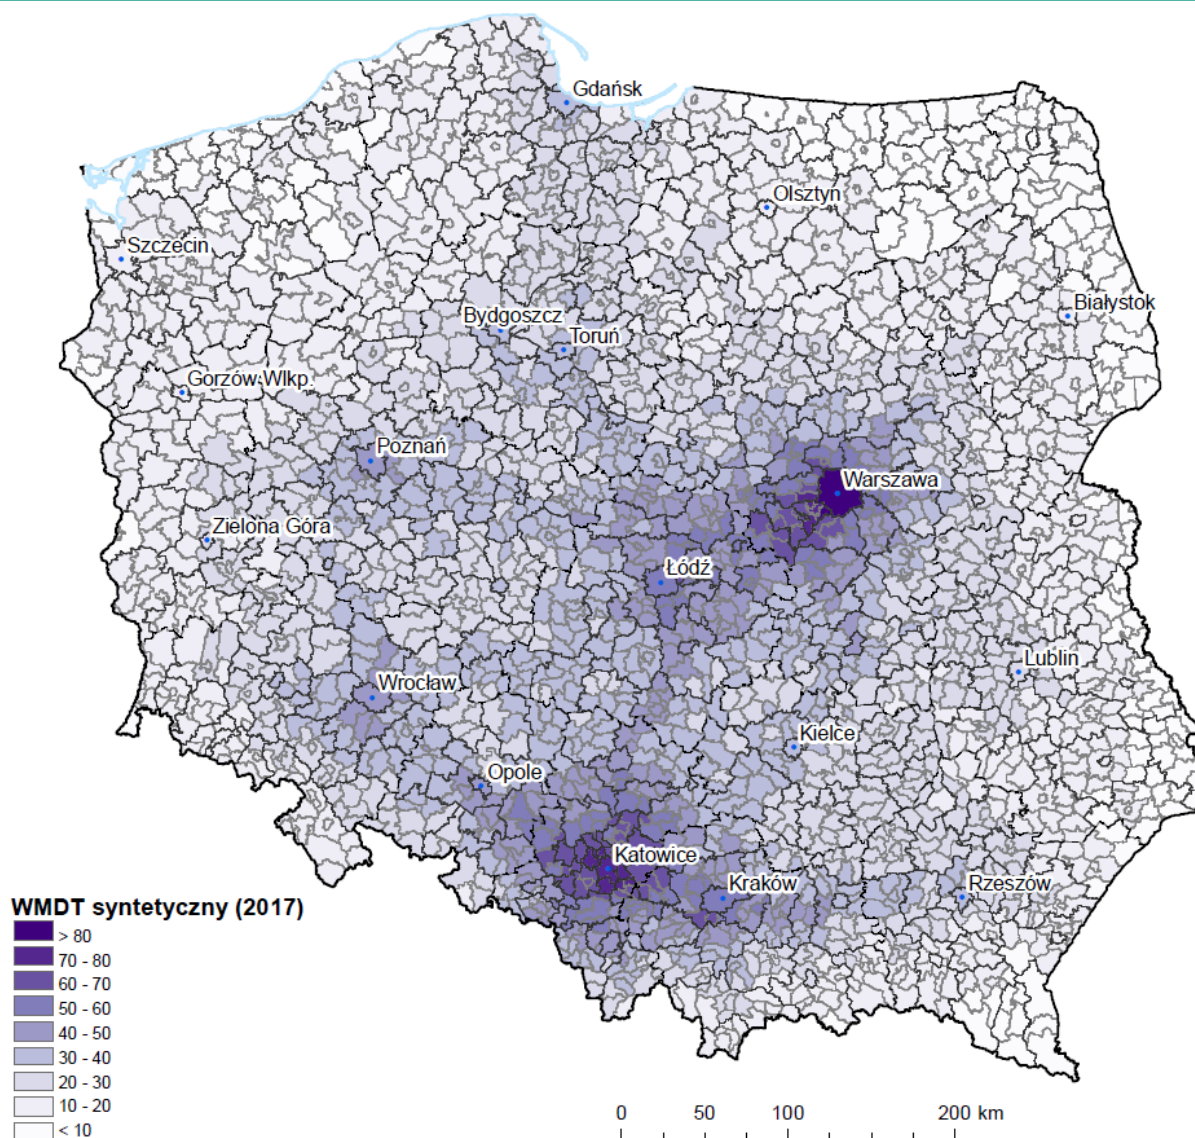 Gdańsk
Olsztyn
Szczecin
Białystok
Bydgoszcz
Toruń
Gorzów Wlkp.
Poznań
Warszawa
Zielona Góra
Łódź
Lublin
Wrocław
Kielce
Opole
Katowice
Kraków
Rzeszów
WMDT syntetyczny (2017)
> 80
70 - 80
60 - 70
50 - 60
40 - 50
30 - 40
20 - 30
10 - 20
< 10
0 50 100 200 km